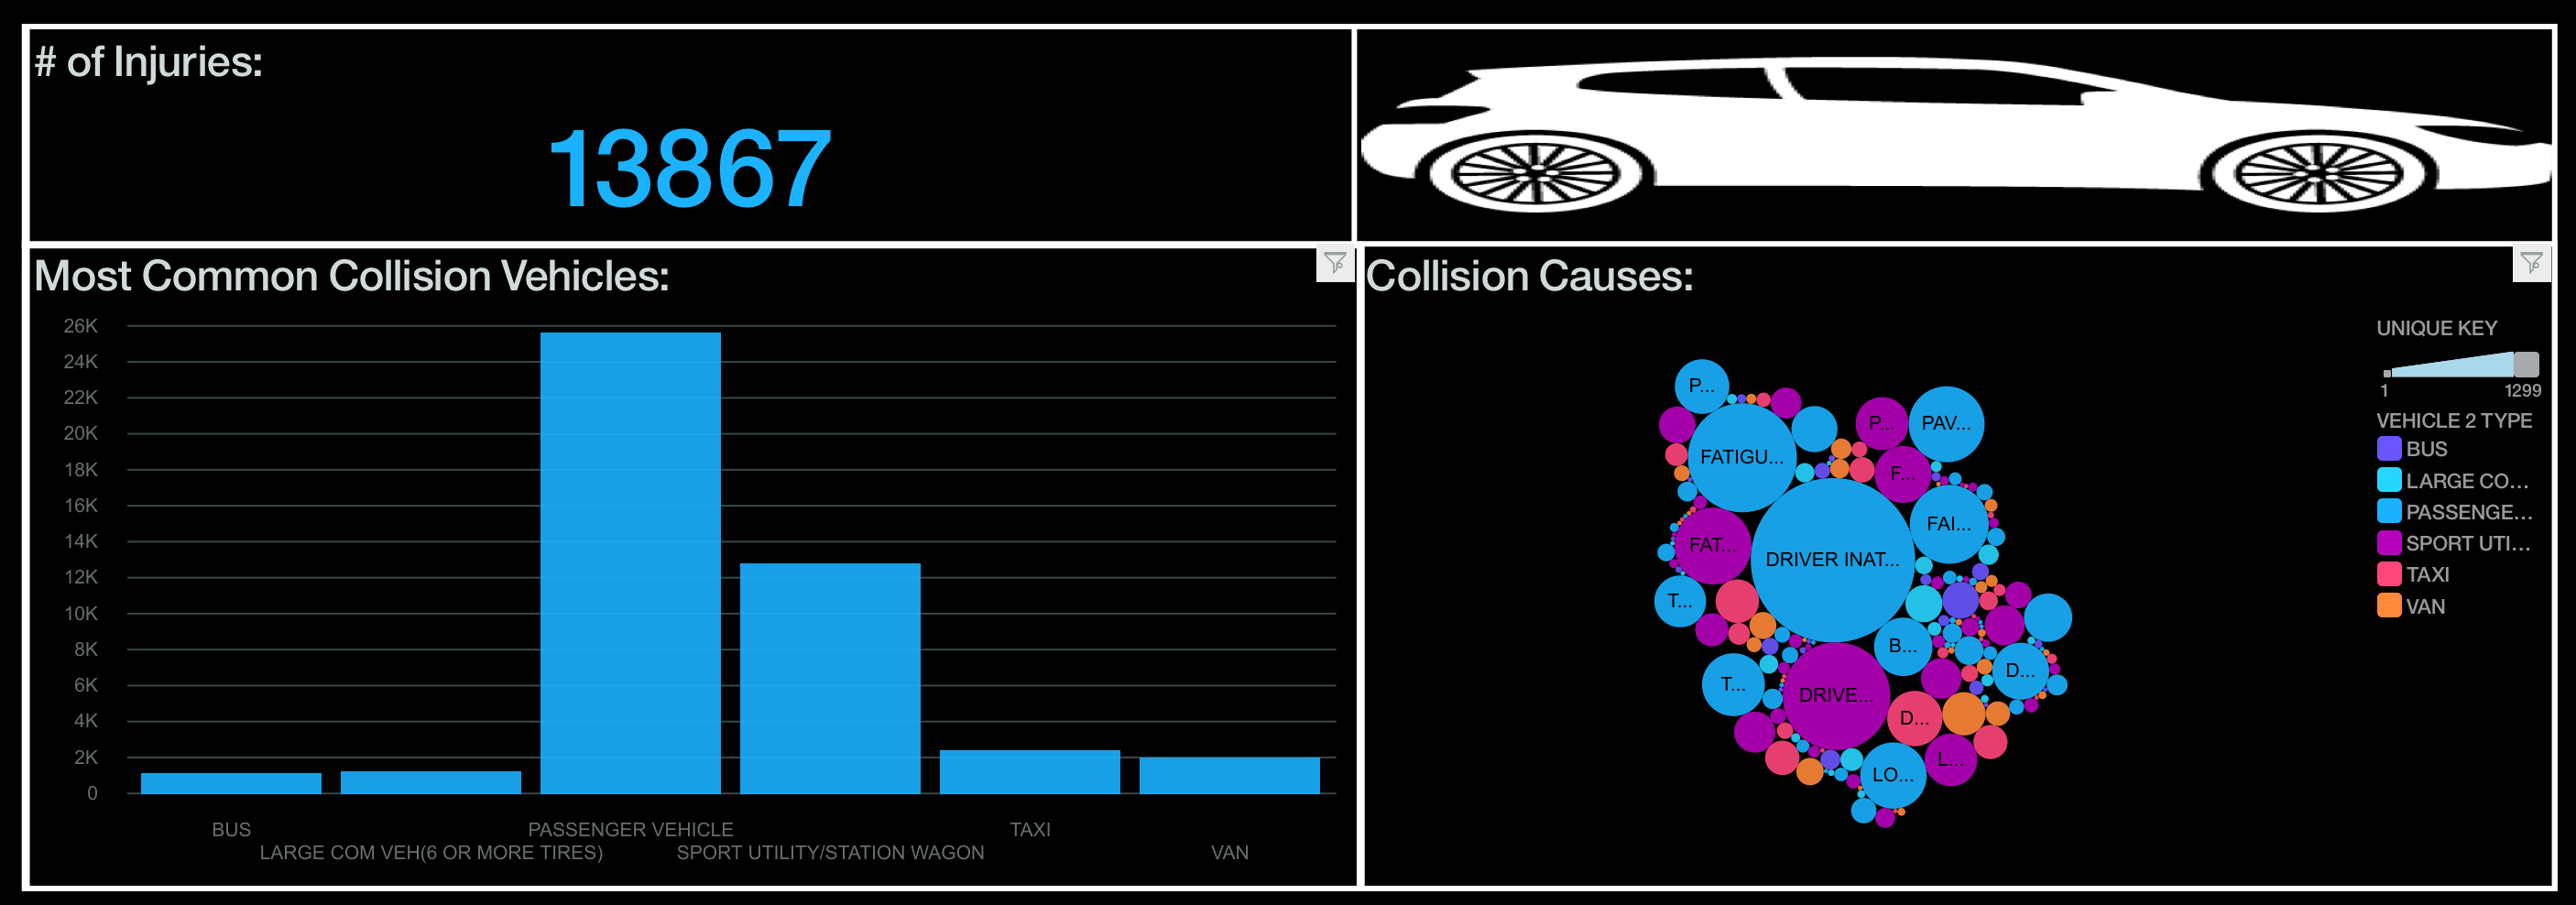 # of Injuries:
13867
Most Common Collision Vehicles:
26K
24K
22K
20K
18K
16K
14K
12K
10K
8K
6K
4K
2K
0
BUS
PASSENGER VEHICLE
TAXI
LARGE COM VEH(6 OR MORE TIRES)
SPORT UTILITY/STATION WAGON
VAN
Collision Causes:
P...
P...
PAV...
FATIGU...
F...
FAI...
FAT...
DRIVER INAT...
T...
B...
D...
T...
DRIVE...
D...
L...
LO...
UNIQUE KEY
1 1299
VEHICLE 2 TYPE
BUS
LARGE CO...
PASSENGE...
SPORT UTI...
TAXI
VAN